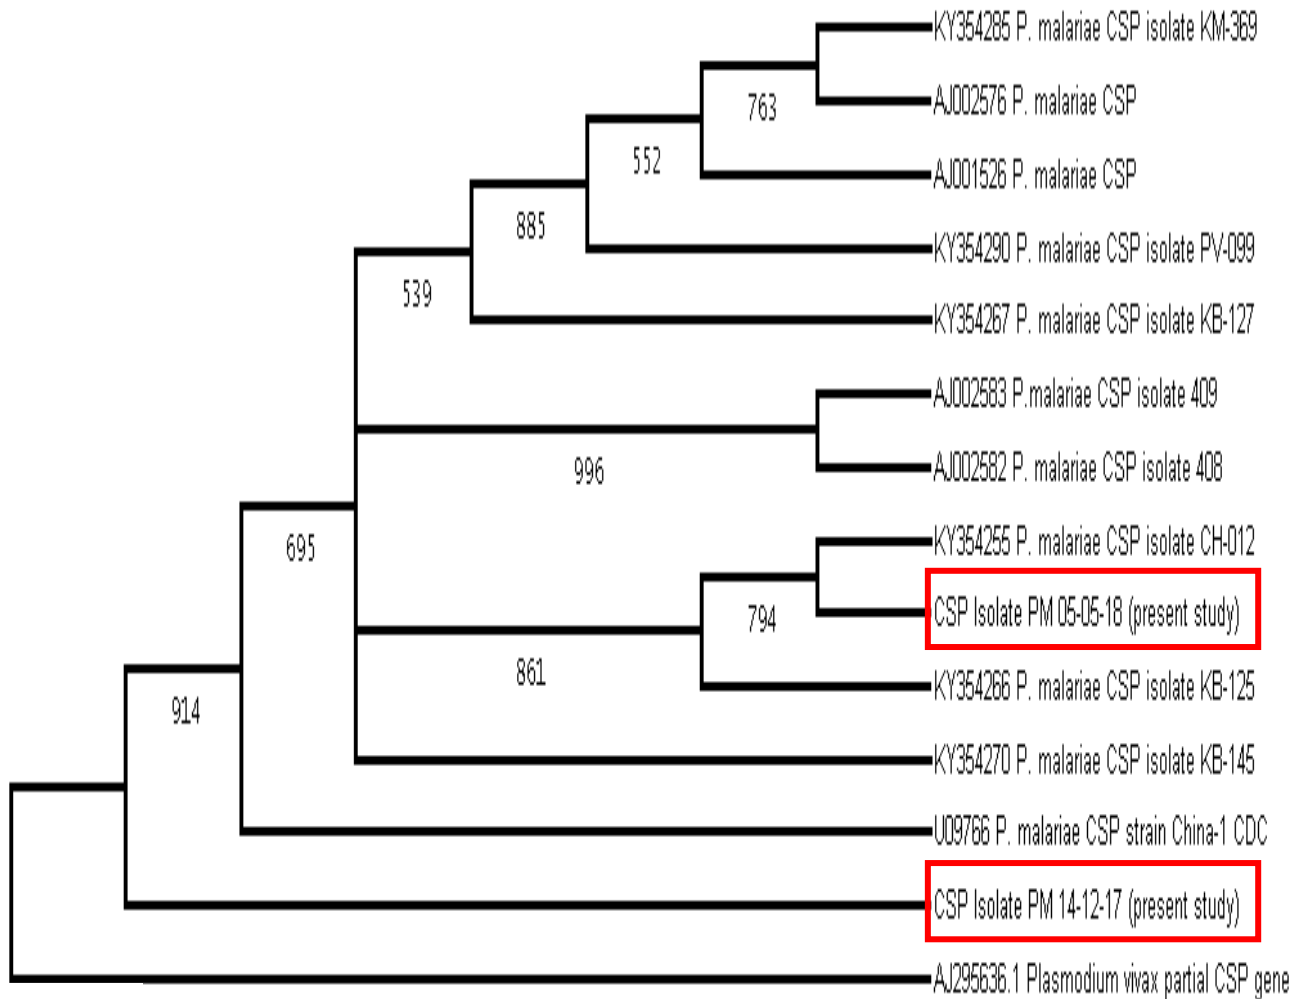 KY354285 P. malariae CSP isolate KM-369
763
AJ002576 P. malariae CSP
552
AJ001526 P. malariae CSP
885
KY354290 P. malariae CSP isolate PV-099
539
KY354267 P. malariae CSP isolate KB-127
AJ002583 P.malariae CSP isolate 409
996
AJ002582 P. malariae CSP isolate 408
695
KY354255 P. malariae CSP isolate CH-012
794
CSP Isolate PM 05-05-18 (present study)
861
KY354266 P. malariae CSP isolate KB-125
914
KY354270 P. malariae CSP isolate KB-145
U09766 P. malariae CSP strain China-1 CDC
CSP Isolate PM 14-12-17 (present study)
AJ295636.1 Plasmodium vivax partial CSP gene